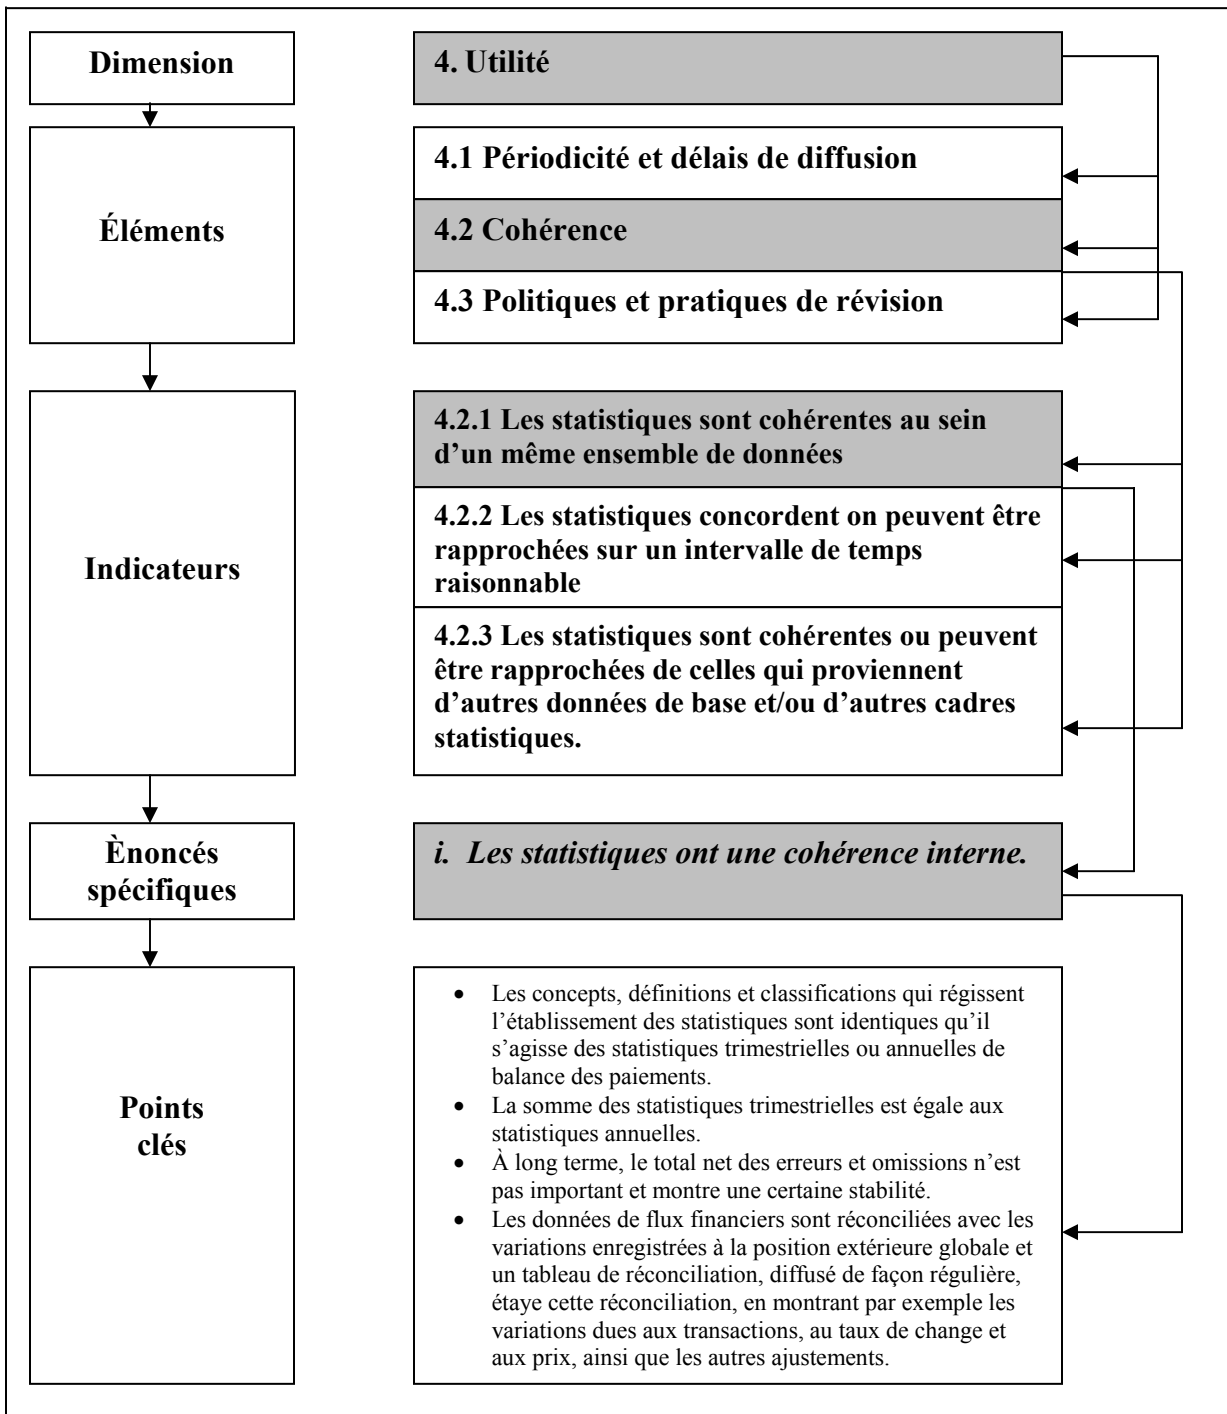 Dimension
4. Utilité
Éléments
4.1 Périodicité et délais de diffusion
4.2 Cohérence
4.3 Politiques et pratiques de révision
Indicateurs
4.2.1 Les statistiques sont cohérentes au sein
d’un même ensemble de données
4.2.2 Les statistiques concordent on peuvent être
rapprochées sur un intervalle de temps
raisonnable
4.2.3 Les statistiques sont cohérentes ou peuvent
être rapprochées de celles qui proviennent
d’autres données de base et/ou d’autres cadres
statistiques.
Ènoncés
spécifiques
i. Les statistiques ont une cohérence interne.
Points
clés
• Les concepts, définitions et classifications qui régissent
l’établissement des statistiques sont identiques qu’il
s’agisse des statistiques trimestrielles ou annuelles de
balance des paiements.
• La somme des statistiques trimestrielles est égale aux
statistiques annuelles.
• À long terme, le total net des erreurs et omissions n’est
pas important et montre une certaine stabilité.
• Les données de flux financiers sont réconciliées avec les
variations enregistrées à la position extérieure globale et
un tableau de réconciliation, diffusé de façon régulière,
étaye cette réconciliation, en montrant par exemple les
variations dues aux transactions, au taux de change et
aux prix, ainsi que les autres ajustements.